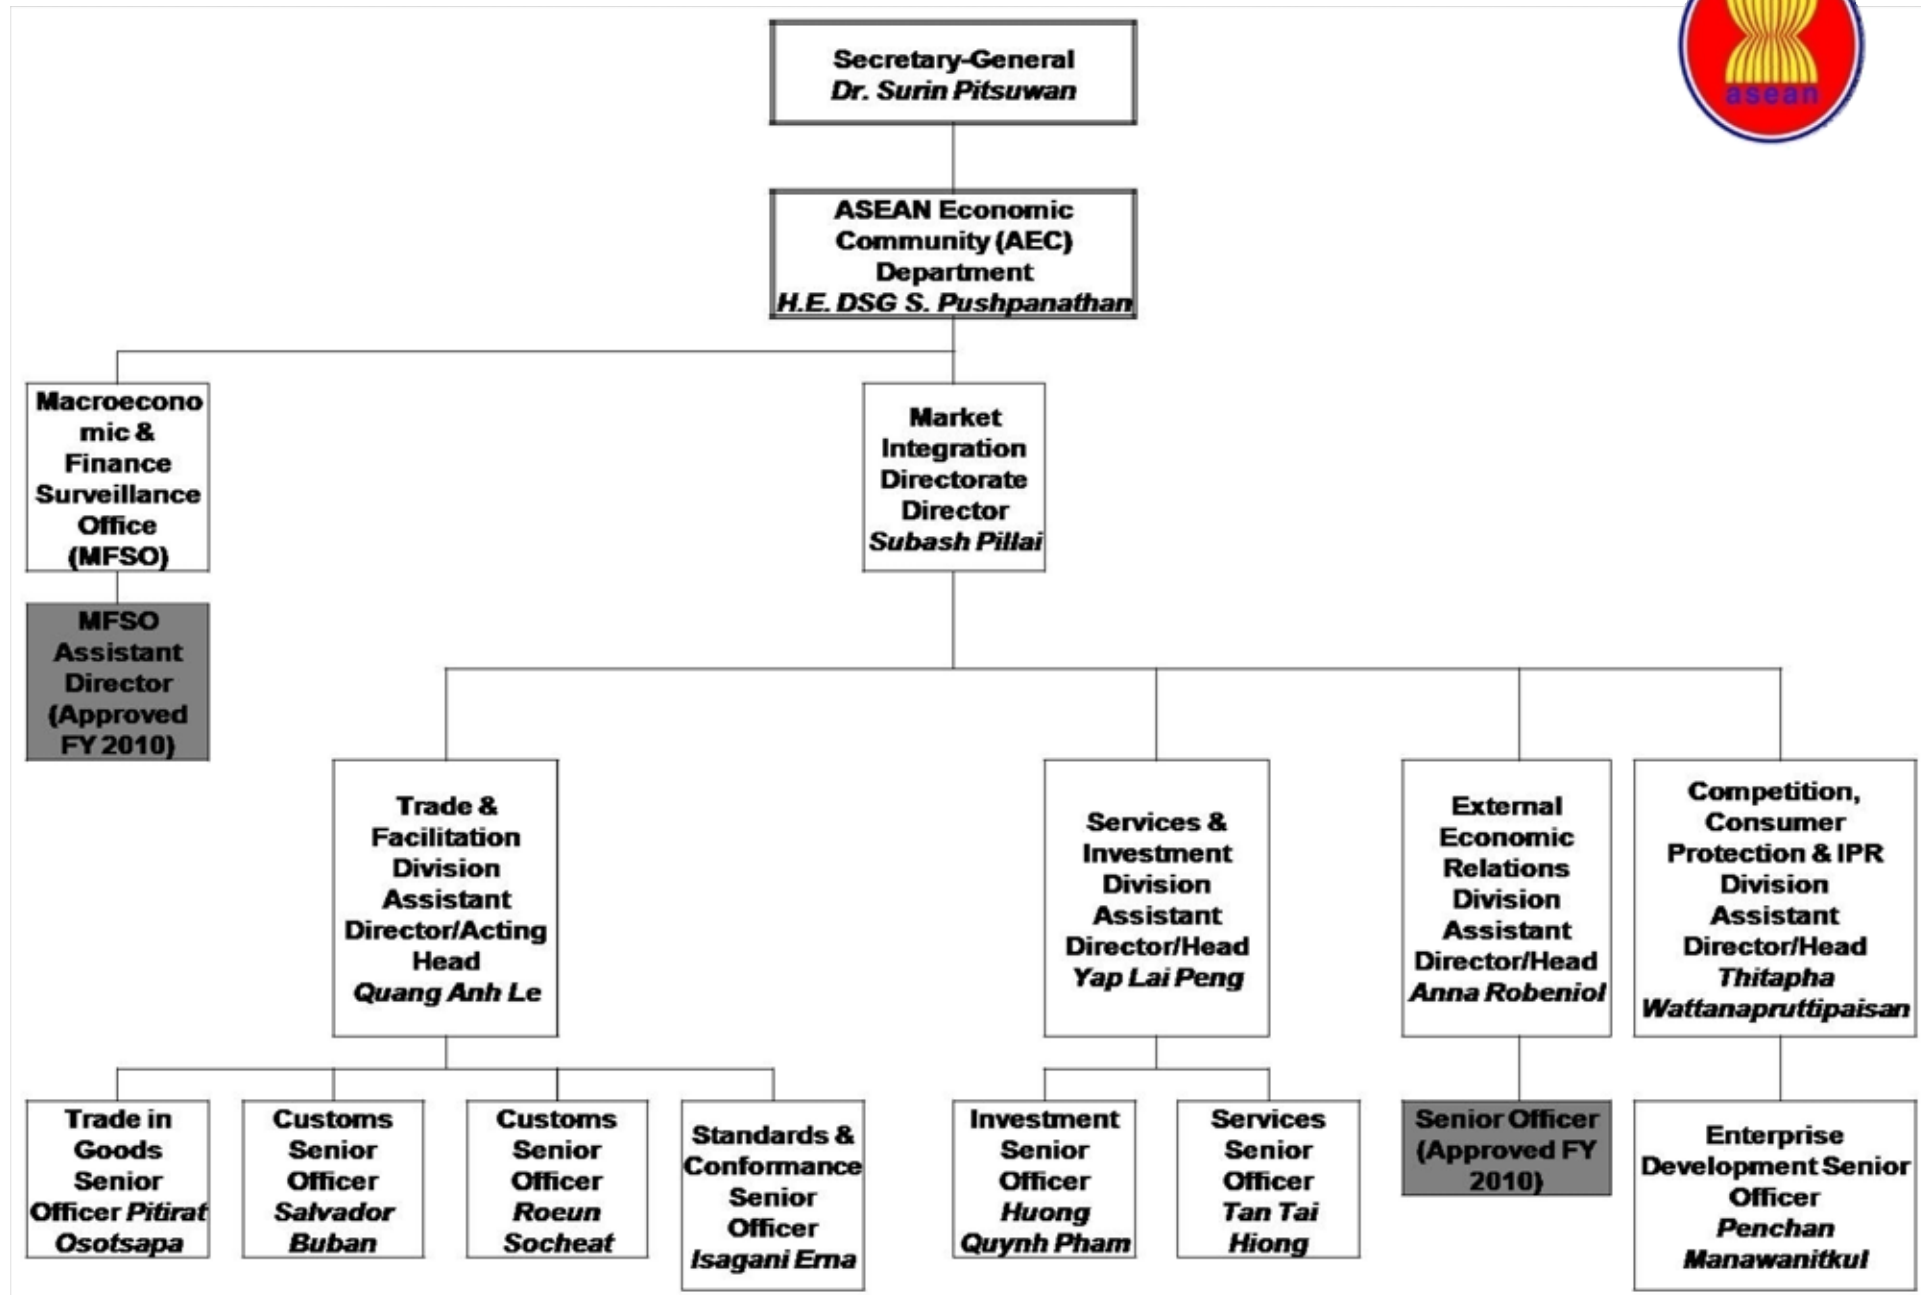 asean
Secretary-General
Dr. Surin Pitsuwan
ASEAN Economic
Community (AEC)
Department
H.E. DSG S. Pushpanathan
Macroecono
mic &
Finance
Surveillance
Office
(MFSO)
Market
Integration
Directorate
Director
Subash Pillai
MFSO
Assistant
Director
(Approved
FY 2010)
Trade &
Facilitation
Division
Assistant
Director/Acting
Head
Quang Anh Le
Services &
Investment
Division
Assistant
Director/Head
Yap Lai Peng
External
Economic
Relations
Division
Assistant
Director/Head
Anna Robeniol
Competition,
Consumer
Protection & IPR
Division
Assistant
Director/Head
Thitapha
Wattanapruttipaisan
Trade in
Goods
Senior
Officer Pitirat
Osotsapa
Customs
Senior
Officer
Salvador
Buban
Customs
Senior
Officer
Roeun
Socheat
Standards &
Conformance
Senior
Officer
Isagani Erna
Investment
Senior
Officer
Huong
Quynh Pham
Services
Senior
Officer
Tan Tai
Hiong
Senior Officer
(Approved FY
2010)
Enterprise
Development Senior
Officer
Penchan
Manawanitkul